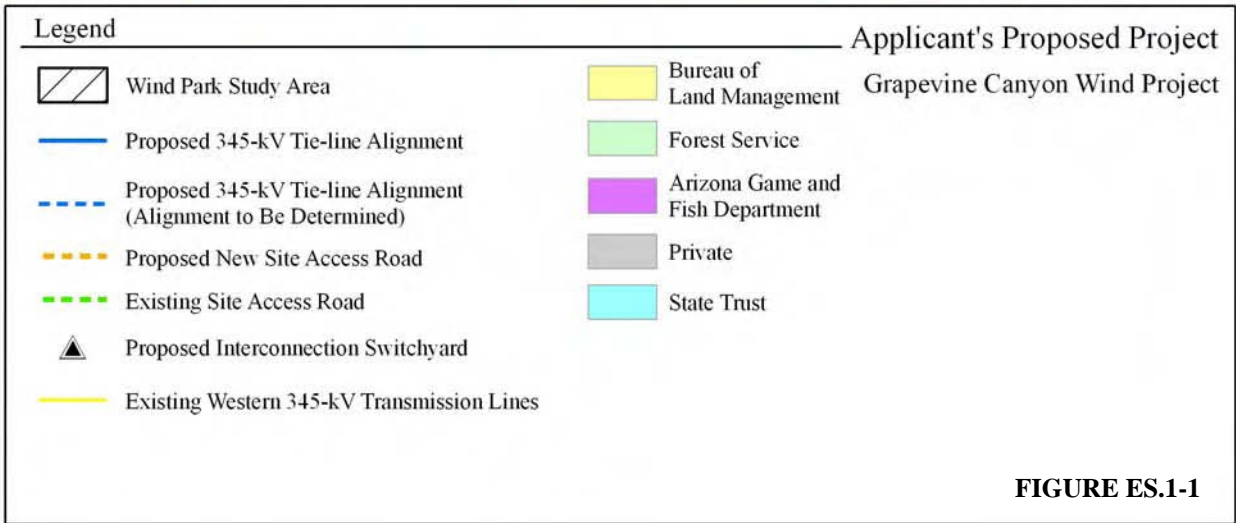 Legend
Applicant's Proposed Project
Grapevine Canyon Wind Project
Wind Park Study Area
Proposed 345-kV Tie-line Alignment
Proposed 345-kV Tie-line Alignment
(Alignment to Be Determined)
Proposed New Site Access Road
Existing Site Access Road
Proposed Interconnection Switchyard
Existing Western 345-kV Transmission Lines
Bureau of
Land Management
Forest Service
Arizona Game and
Fish Department
Private
State Trust
FIGURE ES.1-1